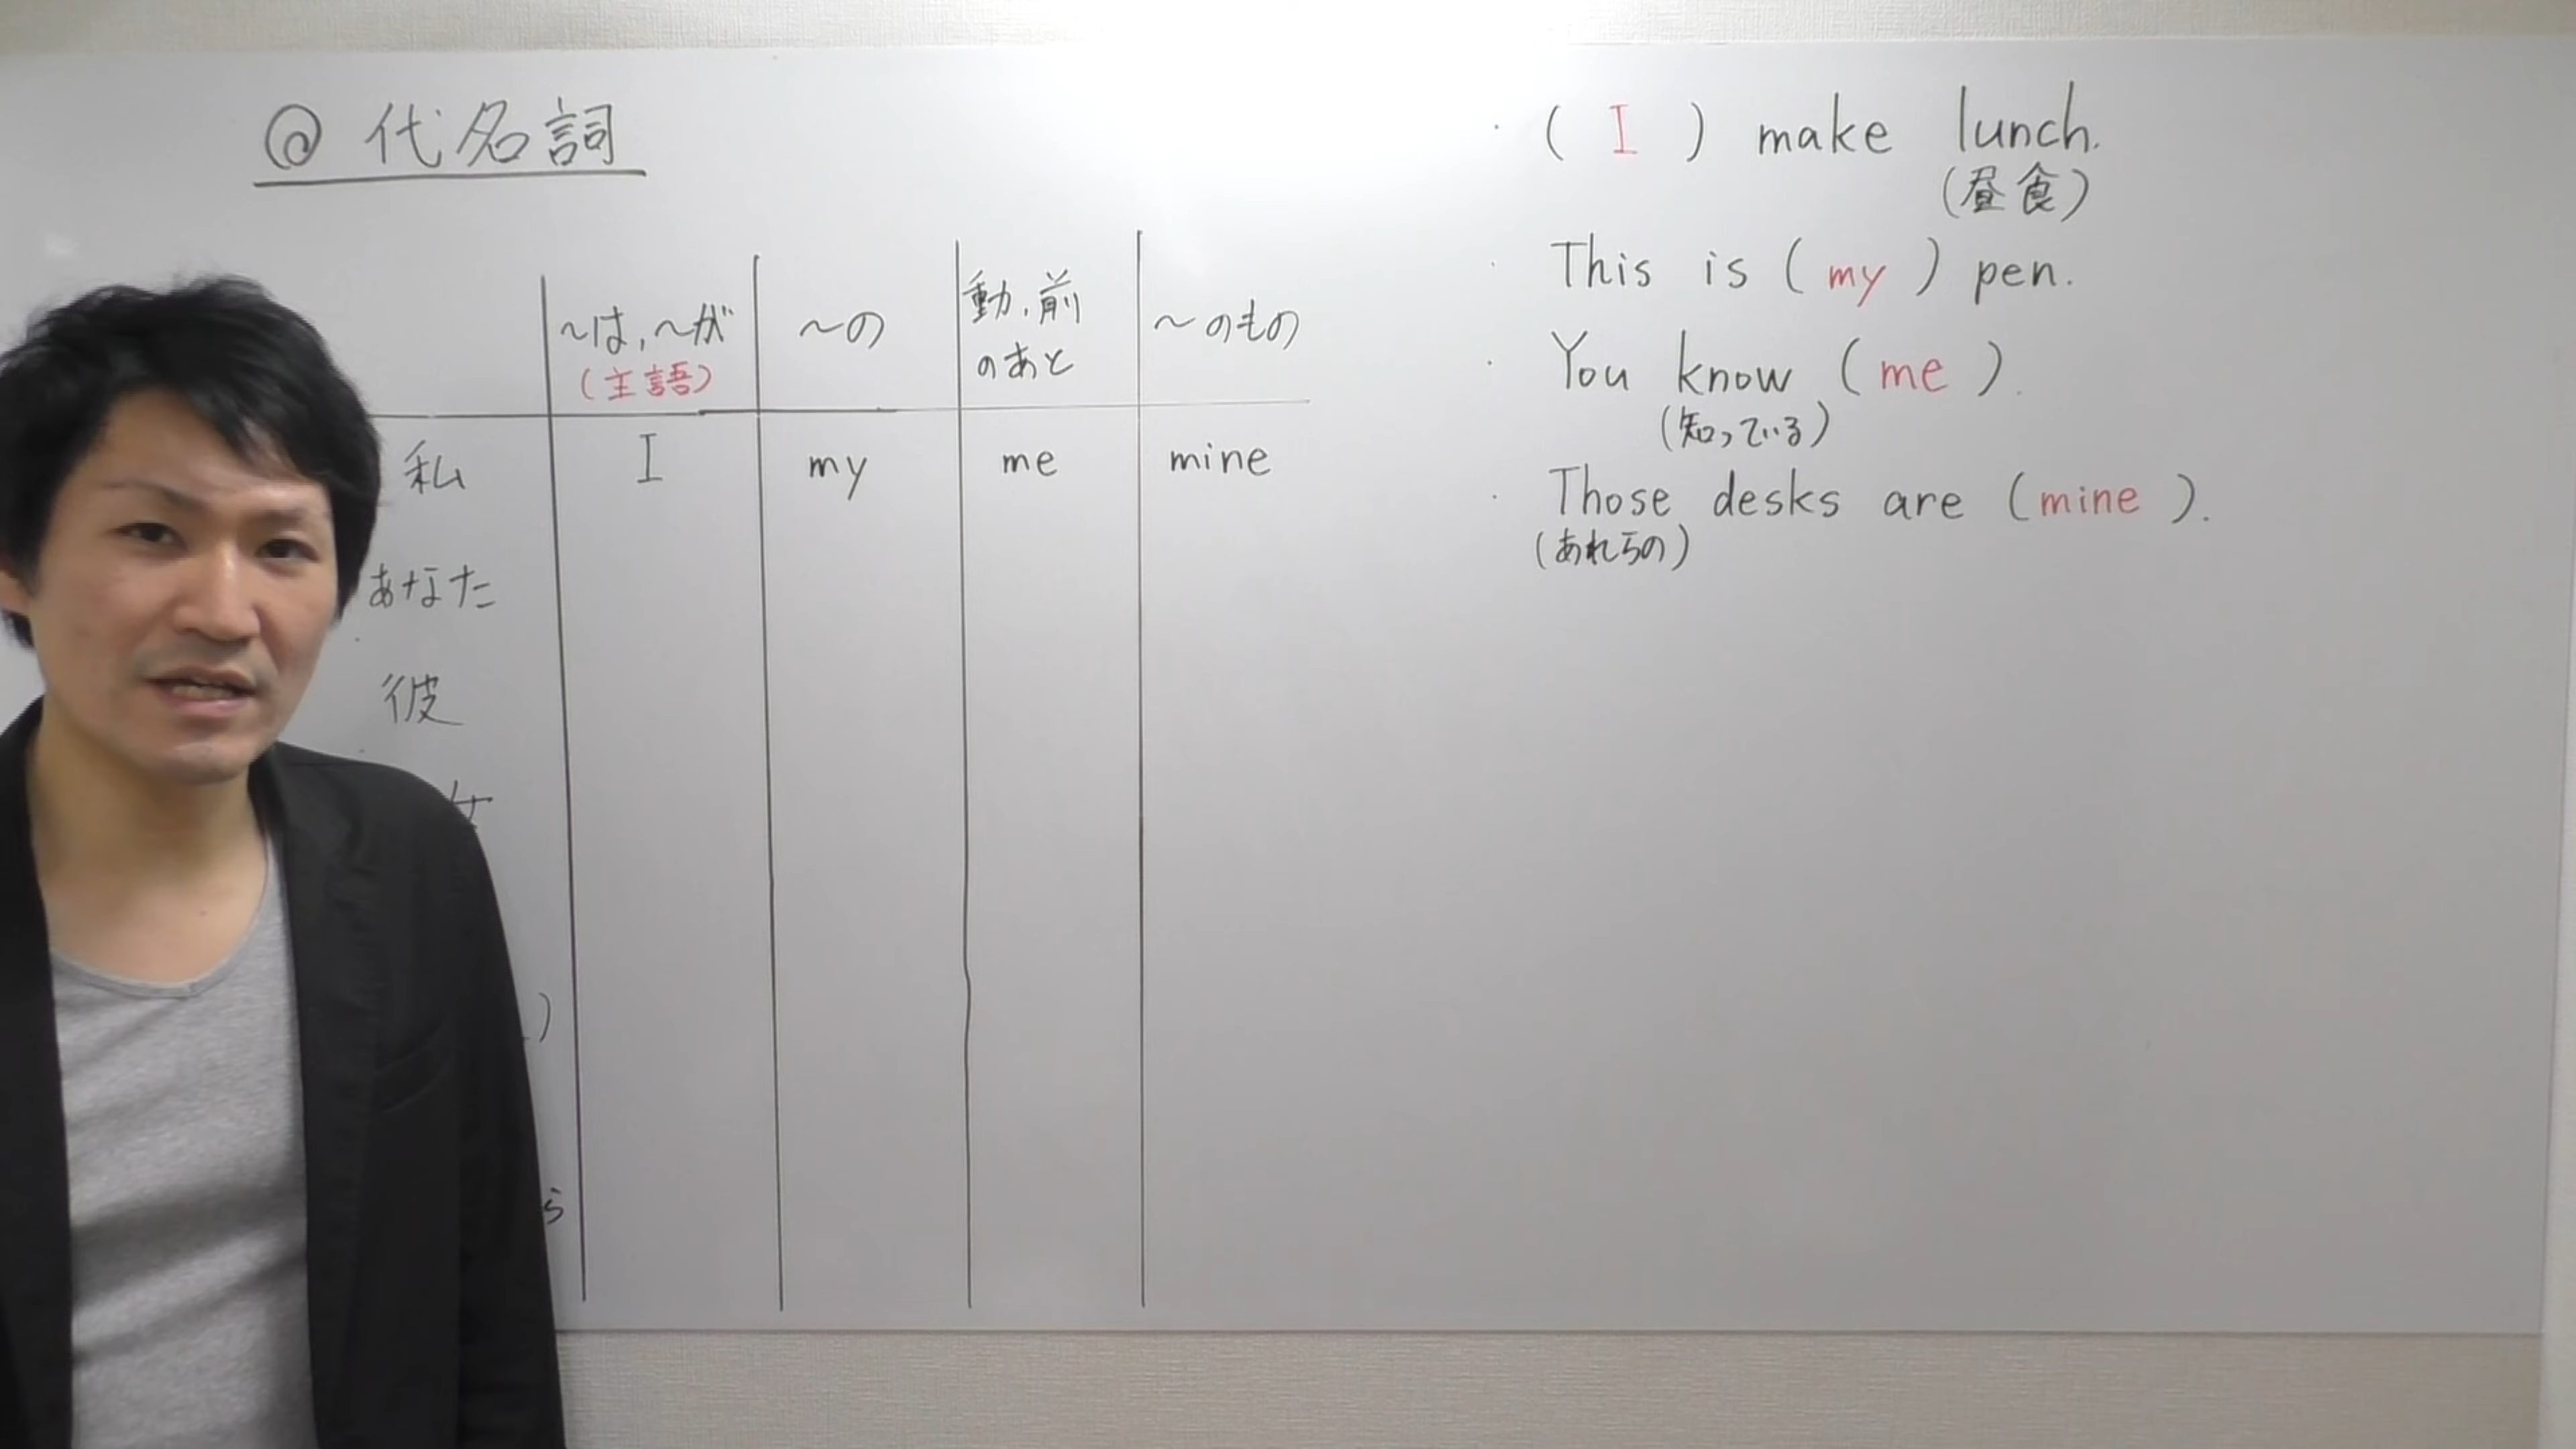 ◎ 代名詞
~は,~が
(主語)
~の
動,前
のあと
~のもの
私 I my me mine
あなた
彼
女
ら
・( I ) make lunch.
(昼食)
・This is ( my ) pen.
・You know ( me ).
(知っている)
・Those desks are ( mine ).
(あれらの)